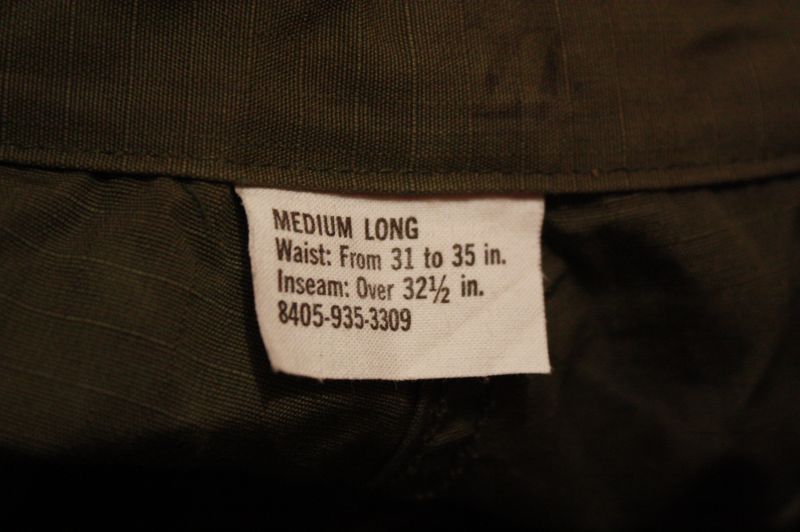 MEDIUM LONG
Waist: From 31 to 35 in.
Inseam: Over 32½ in.
8405-935-3309